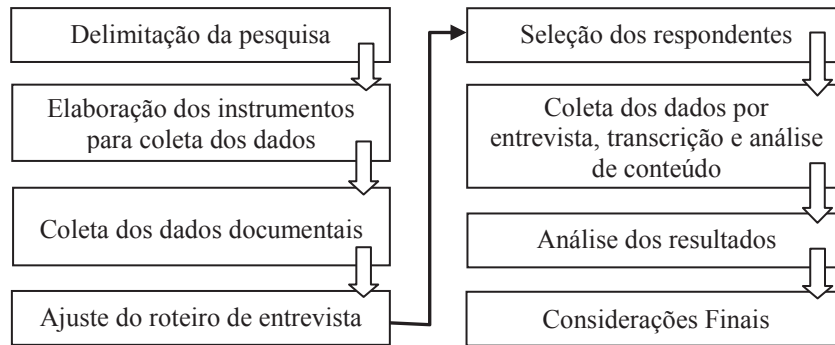 Delimitação da pesquisa
Elaboração dos instrumentos
para coleta dos dados
Coleta dos dados documentais
Ajuste do roteiro de entrevista
Seleção dos respondentes
Coleta dos dados por
entrevista, transcrição e análise
de conteúdo
Análise dos resultados
Considerações Finais